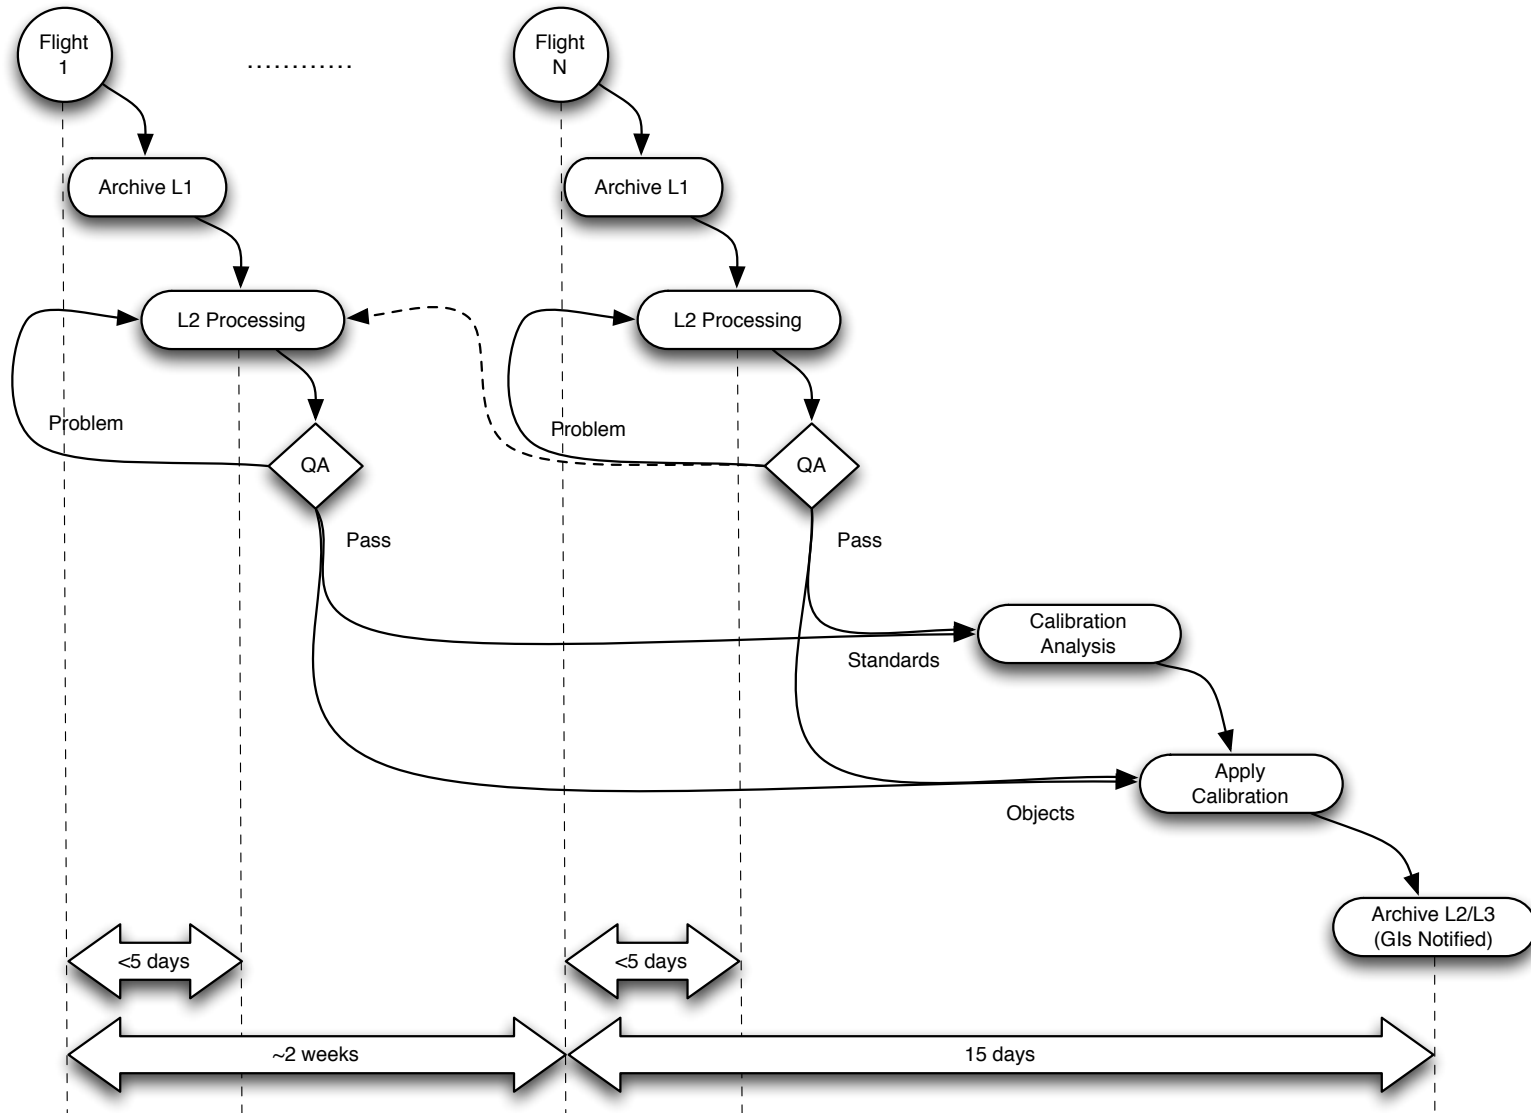 Flight
1
............
Flight
N
Archive L1
Archive L1
L2 Processing
L2 Processing
Problem
Problem
QA
QA
Pass
Pass
Calibration
Analysis
Standards
Apply
Calibration
Objects
Archive L2/L3
(GIs Notified)
<5 days
<5 days
~2 weeks
15 days